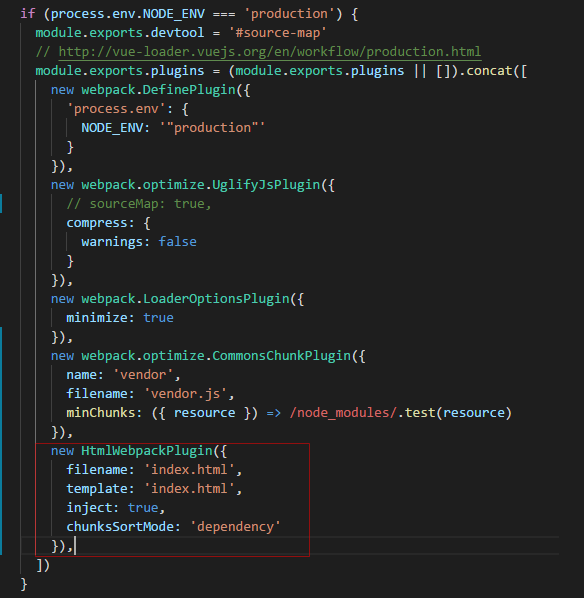 if (process.env.NODE_ENV === 'production') {
module.exports.devtool = '#source-map'
// http://vue-loader.vuejs.org/en/workflow/production.html
module.exports.plugins = (module.exports.plugins || []).concat([
new webpack.DefinePlugin({
'process.env': {
NODE_ENV: '"production"'
}
}),
new webpack.optimize.UglifyJsPlugin({
// sourceMap: true,
compress: {
warnings: false
}
}),
new webpack.LoaderOptionsPlugin({
minimize: true
}),
new webpack.optimize.CommonsChunkPlugin({
name: 'vendor',
filename: 'vendor.js',
minChunks: ({ resource }) => /node_modules/.test(resource)
}),
new HtmlWebpackPlugin({
filename: 'index.html',
template: 'index.html',
inject: true,
chunksSortMode: 'dependency'
}),
])
}